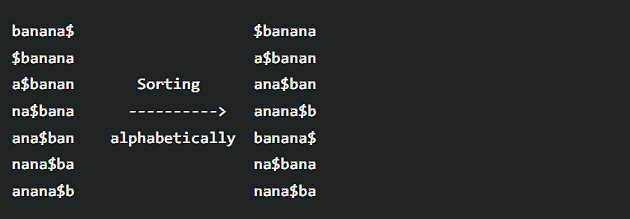 banana$ $banana
$banana a$banan
a$banan Sorting ana$ban
na$bana ----------> anana$b
ana$ban alphabetically banana$
nana$ba na$bana
anana$b nana$ba